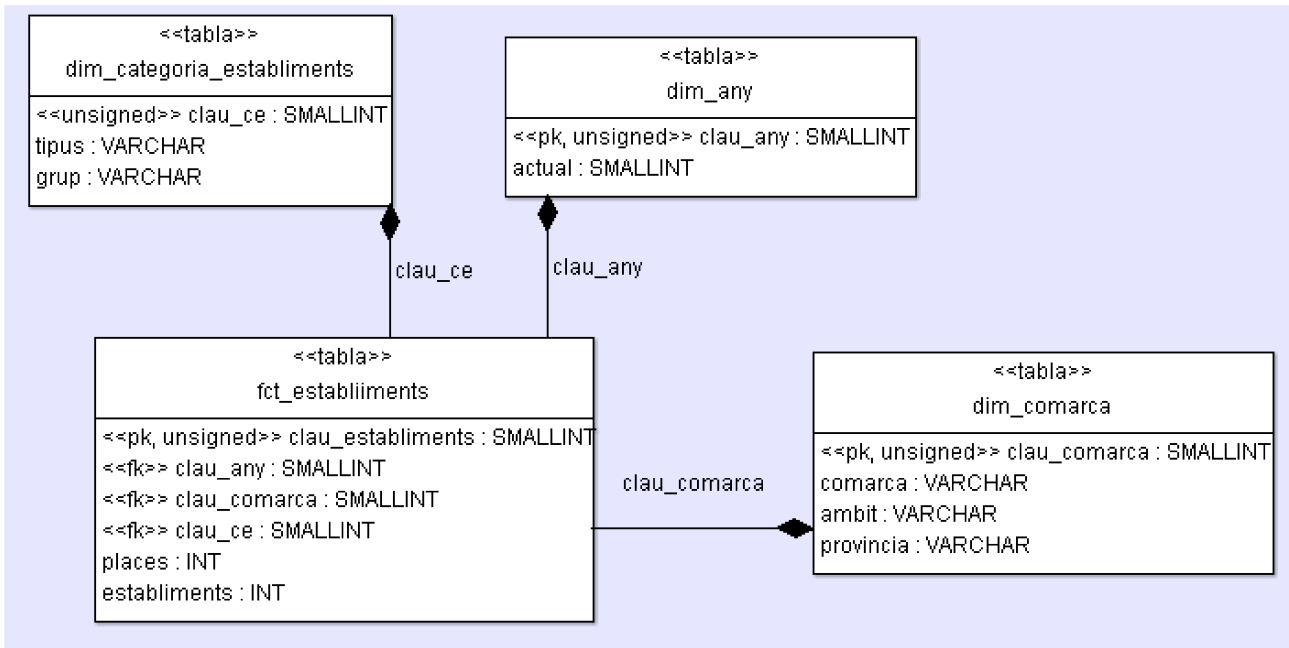 <<tabla>>
dim_categoria_establiments
<<unsigned>> clau_ce : SMALLINT
tipus : VARCHAR
grup : VARCHAR
<<tabla>>
dim_any
<<pk, unsigned>> clau_any : SMALLINT
actual : SMALLINT
clau_ce
clau_any
<<tabla>>
fct_establiiments
<<pk, unsigned>> clau_establiments : SMALLINT
<<fk>> clau_any : SMALLINT
<<fk>> clau_comarca : SMALLINT
<<fk>> clau_ce : SMALLINT
places : INT
establiments : INT
clau_comarca
<<tabla>>
dim_comarca
<<pk, unsigned>> clau_comarca : SMALLINT
comarca : VARCHAR
ambit : VARCHAR
provincia : VARCHAR